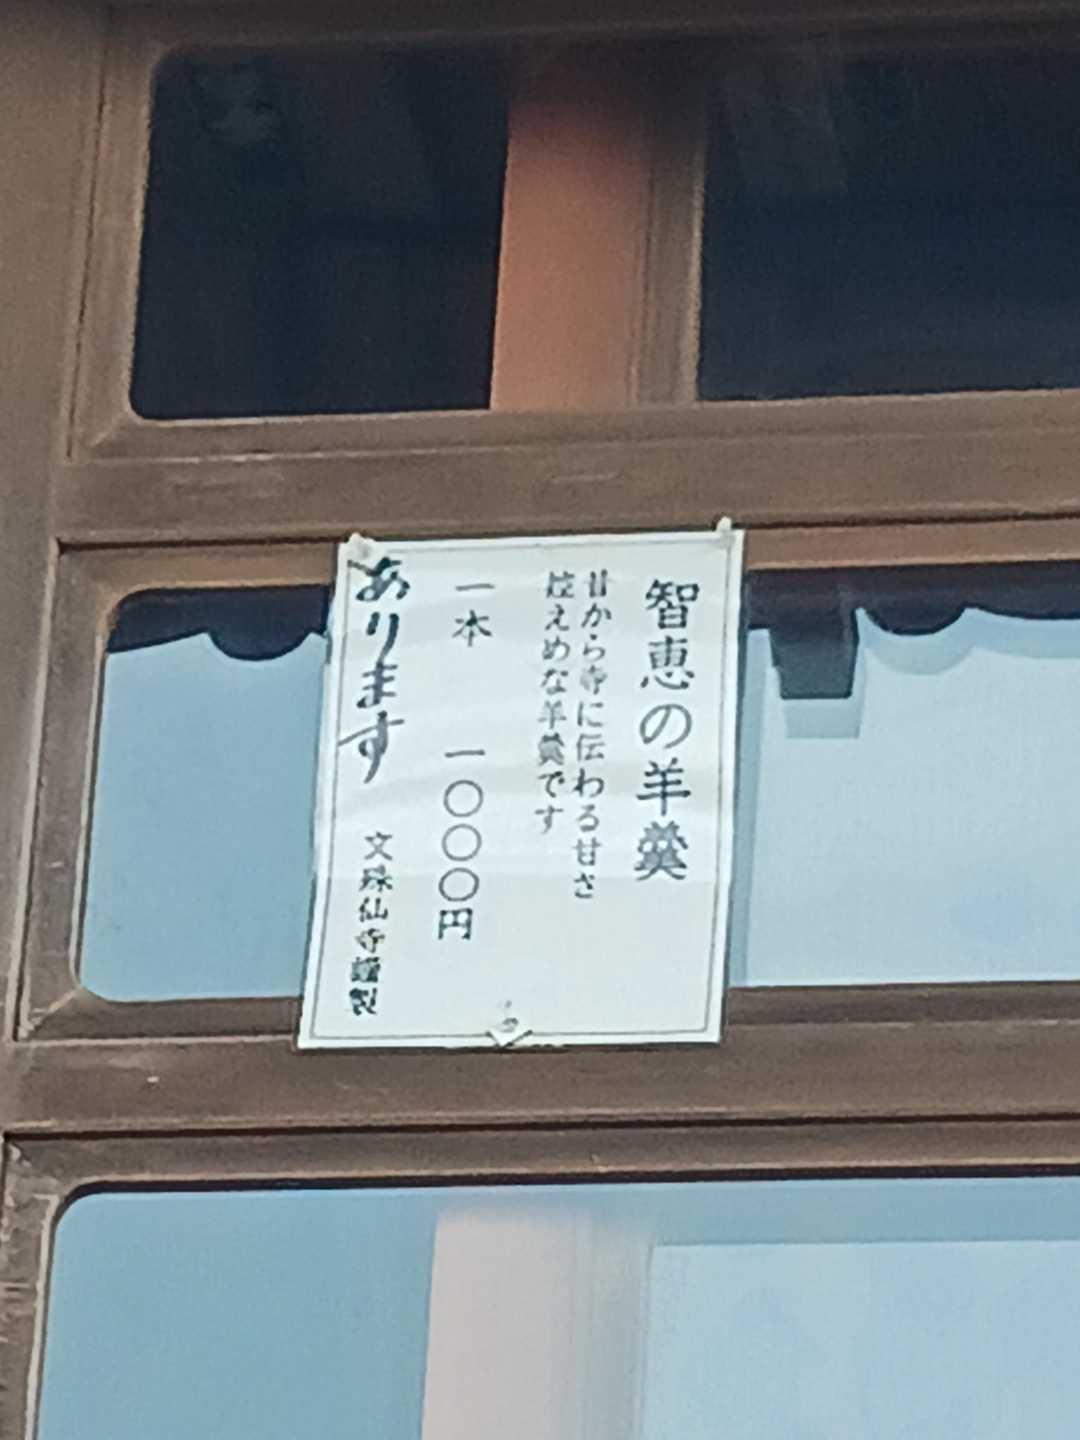 智恵の羊羹
昔から寺に伝わる甘さ
控えめな羊羹です
一本 一〇〇〇円
あります
文殊仙寺謹製